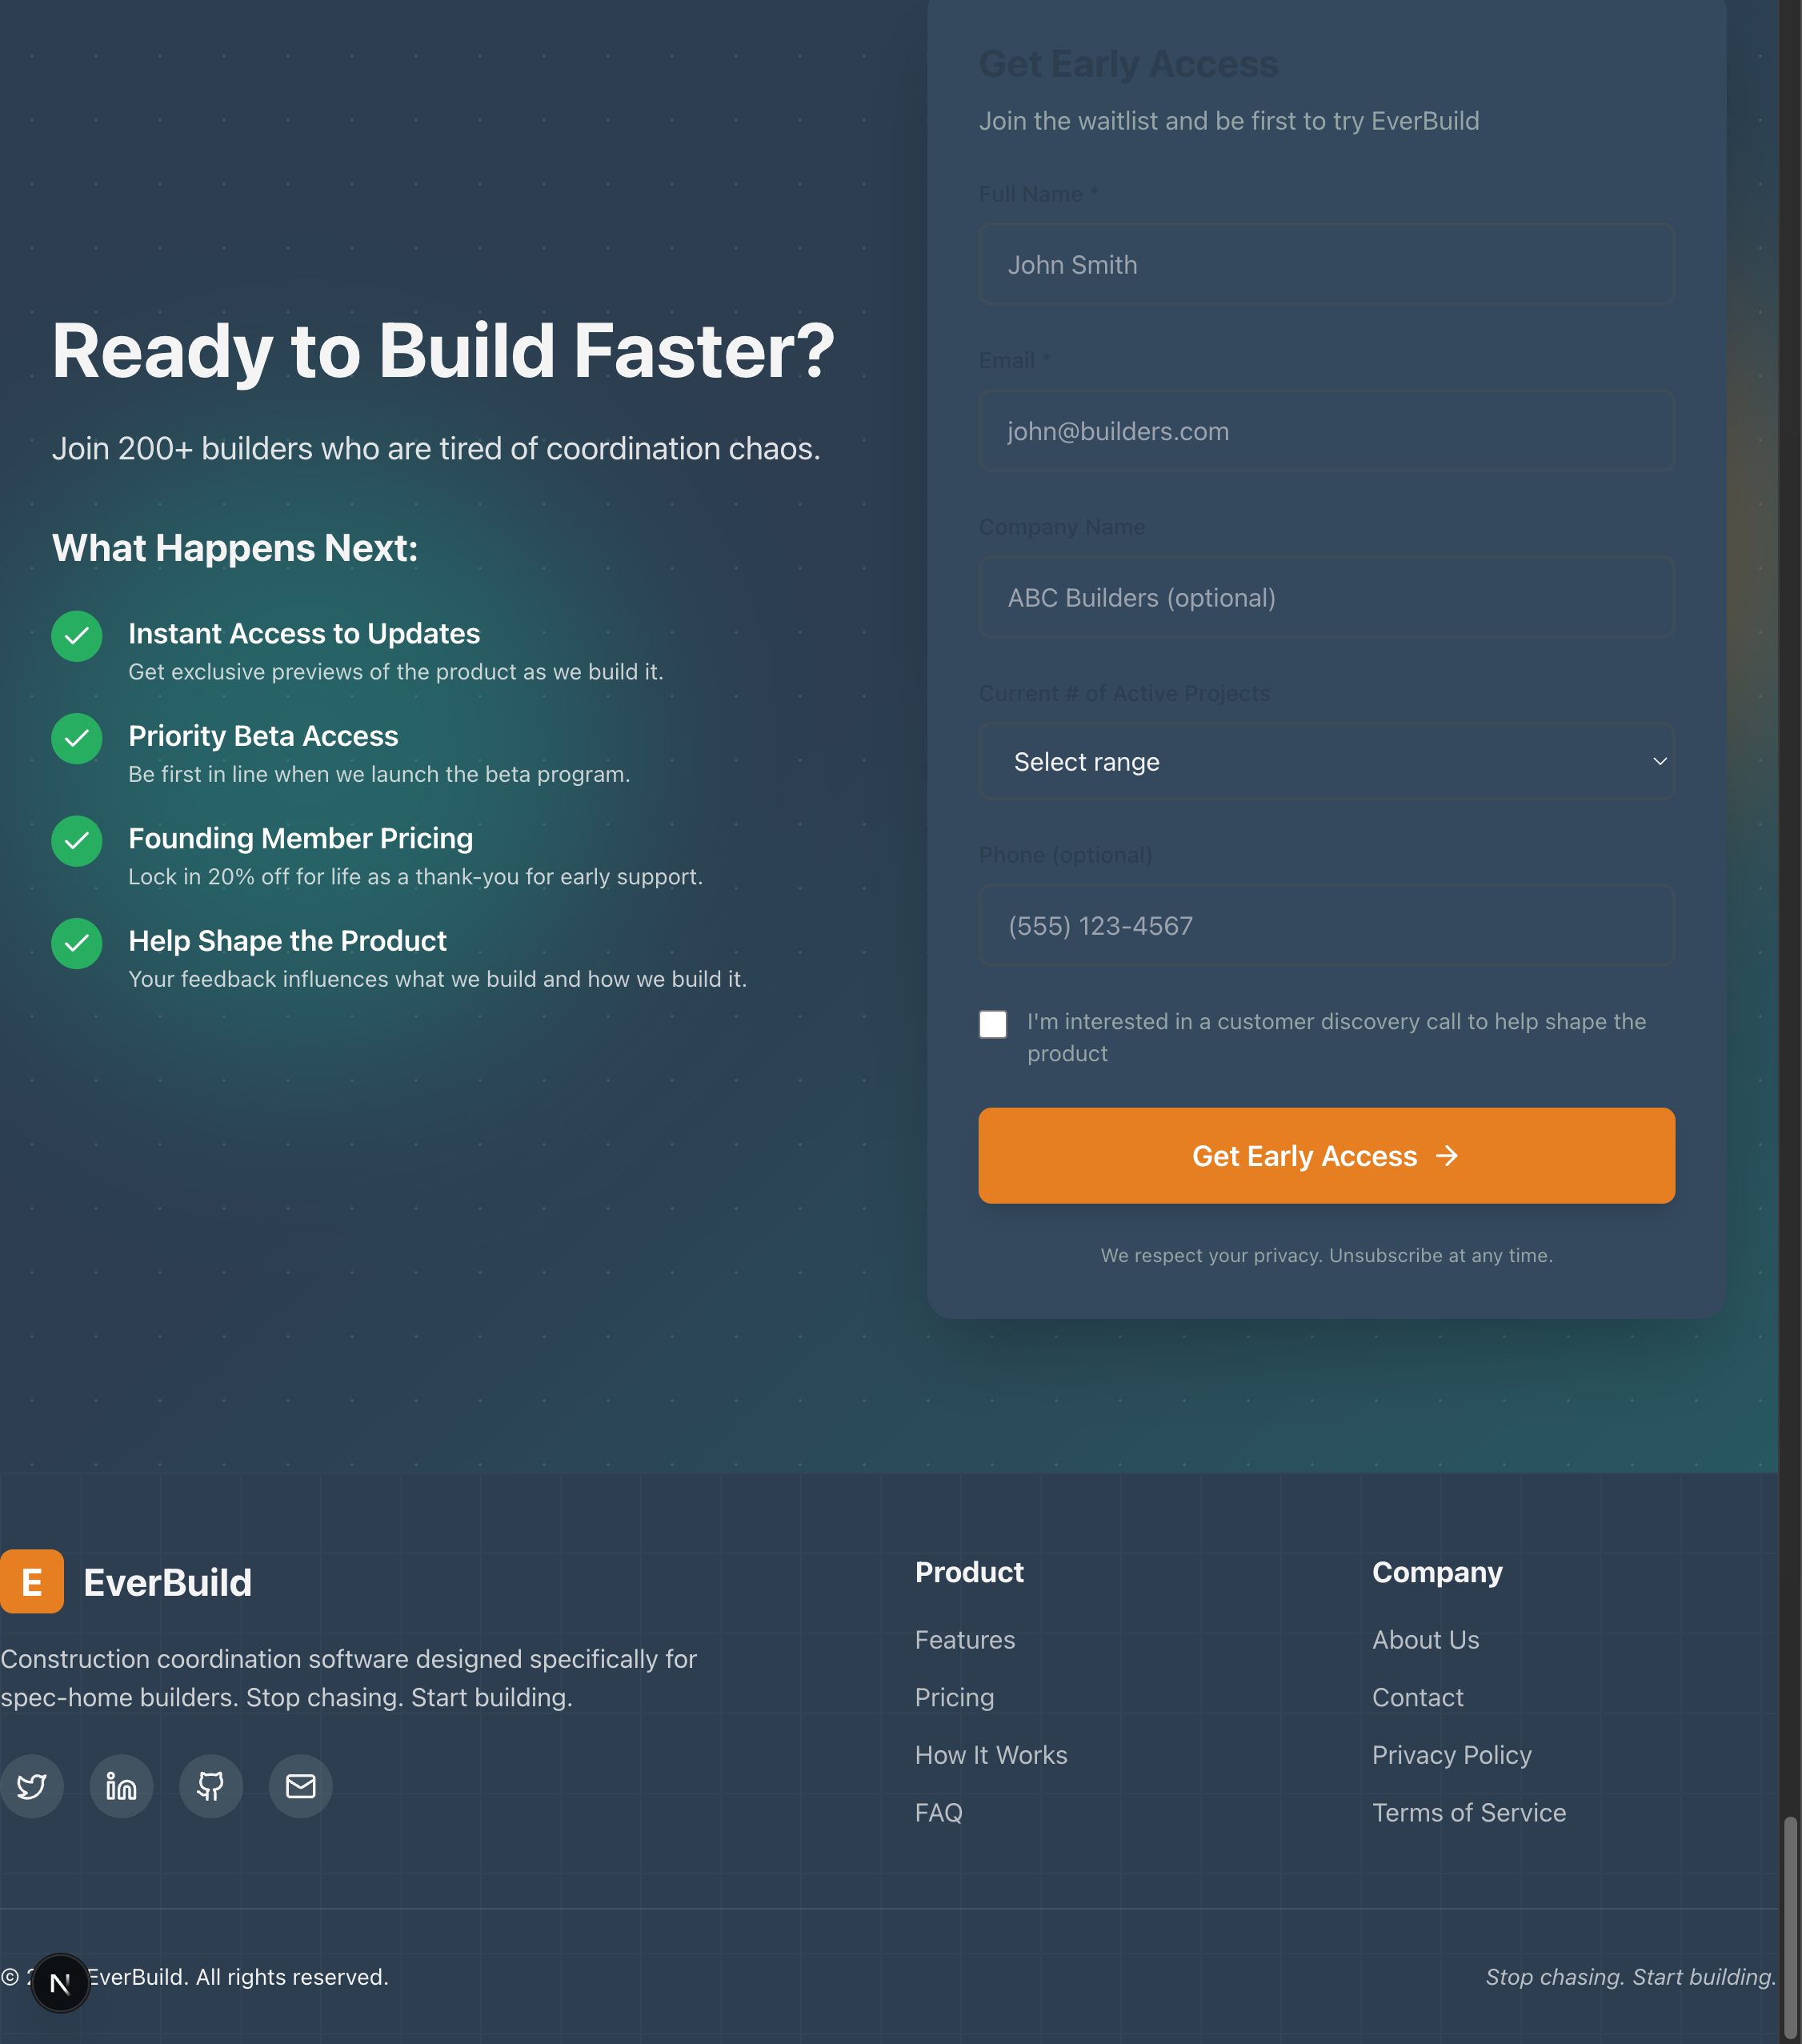 Ready to Build Faster?
Join 200+ builders who are tired of coordination chaos.
What Happens Next:
Instant Access to Updates
Get exclusive previews of the product as we build it.
Priority Beta Access
Be first in line when we launch the beta program.
Founding Member Pricing
Lock in 20% off for life as a thank-you for early support.
Help Shape the Product
Your feedback influences what we build and how we build it.
Get Early Access
Join the waitlist and be first to try EverBuild
Full Name *
John Smith
Email *
john@builders.com
Company Name
ABC Builders (optional)
Current # of Active Projects
Select range
Phone (optional)
(555) 123-4567
I'm interested in a customer discovery call to help shape the
product
Get Early Access →
We respect your privacy. Unsubscribe at any time.
E EverBuild
Construction coordination software designed specifically for
spec-home builders. Stop chasing. Start building.
Product
Features
Pricing
How It Works
FAQ
Company
About Us
Contact
Privacy Policy
Terms of Service
© EverBuild. All rights reserved.
N
Stop chasing. Start building.